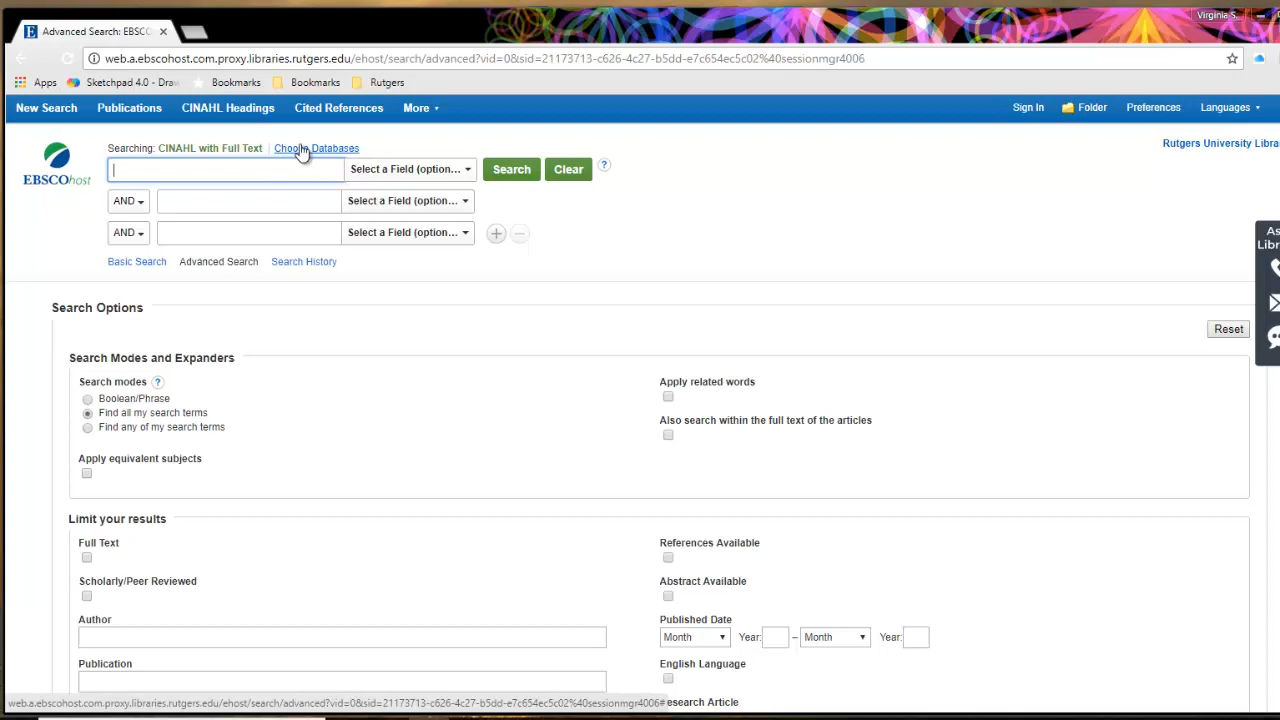 Virginia S.
Advanced Search: EBSCO
web.a.ebscohost.com.proxy.libraries.rutgers.edu/ehost/search/advanced?vid=0&sid=21173713-c626-4c27-b5dd-e7c654ec5c02%40sessionmgr4006
Apps Sketchpad 4.0 - Draw Bookmarks Bookmarks Rutgers
New Search Publications CINAHL Headings Cited References More Sign In Folder Preferences Languages
Searching: CINAHL with Full Text | Choose Databases Rutgers University Libra
EBSCOhost
Select a Field (option... Search Clear ?
AND Select a Field (option...
AND Select a Field (option...
Basic Search Advanced Search Search History
As
Libr
Search Options
Reset
Search Modes and Expanders
Search modes ? Apply related words
Boolean/Phrase
Find all my search terms
Also search within the full text of the articles
Find any of my search terms
Apply equivalent subjects
Limit your results
Full Text References Available
Scholarly/Peer Reviewed Abstract Available
Author Published Date
Month Year: – Month Year:
Publication English Language
web.a.ebscohost.com.proxy.libraries.rutgers.edu/ehost/search/advanced?vid=0&sid=21173713-c626-4c27-b5dd-e7c654ec5c02%40sessionmgr4006# esearch Article